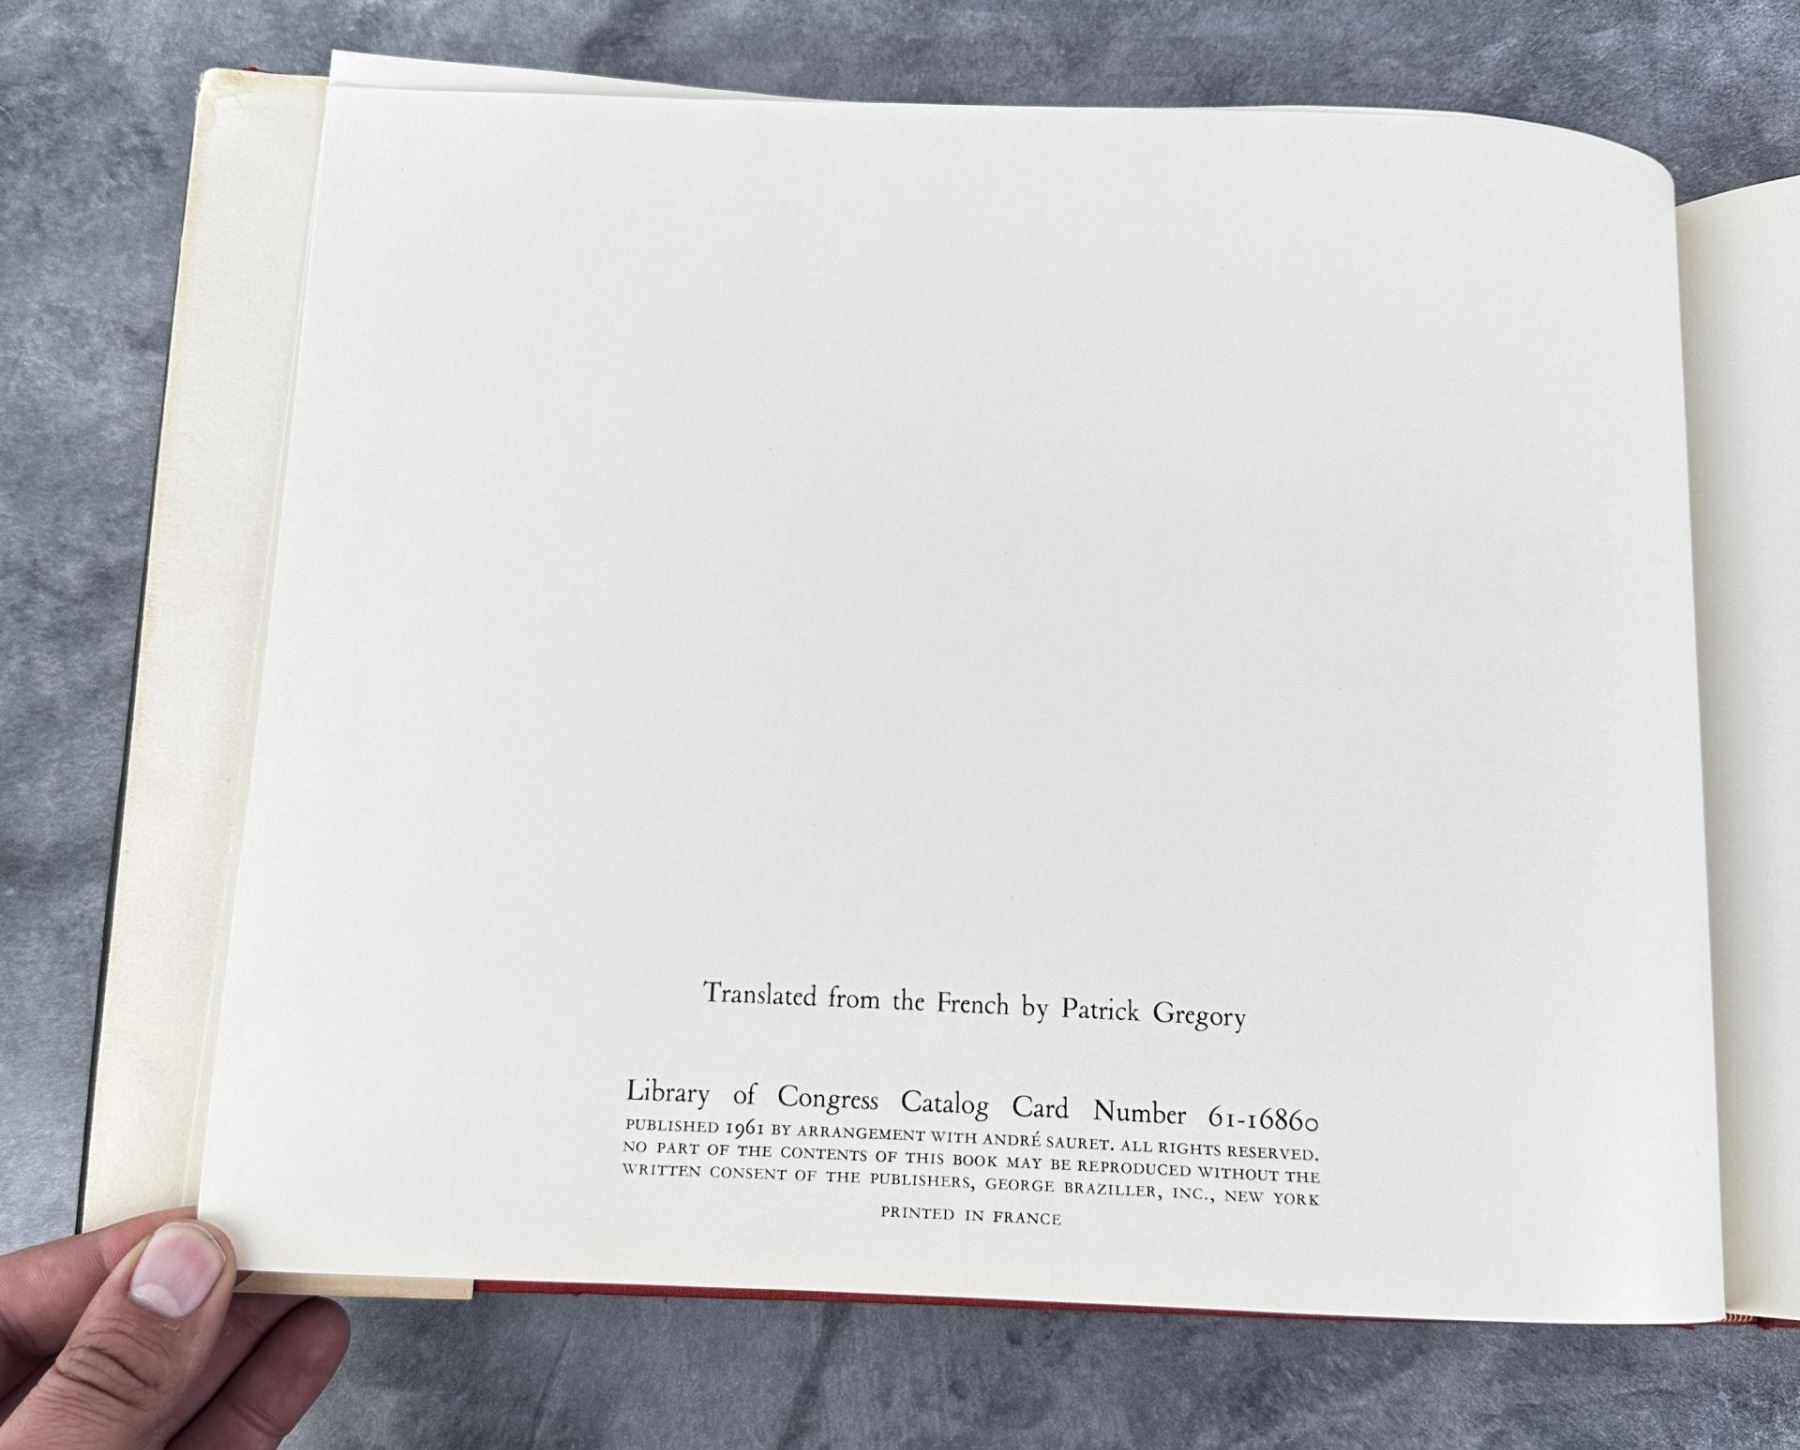 Translated from the French by Patrick Gregory
Library of Congress Catalog Card Number 61-16860
PUBLISHED 1961 BY ARRANGEMENT WITH ANDRÉ SAURET. ALL RIGHTS RESERVED.
NO PART OF THE CONTENTS OF THIS BOOK MAY BE REPRODUCED WITHOUT THE
WRITTEN CONSENT OF THE PUBLISHERS, GEORGE BRAZILLER, INC., NEW YORK
PRINTED IN FRANCE